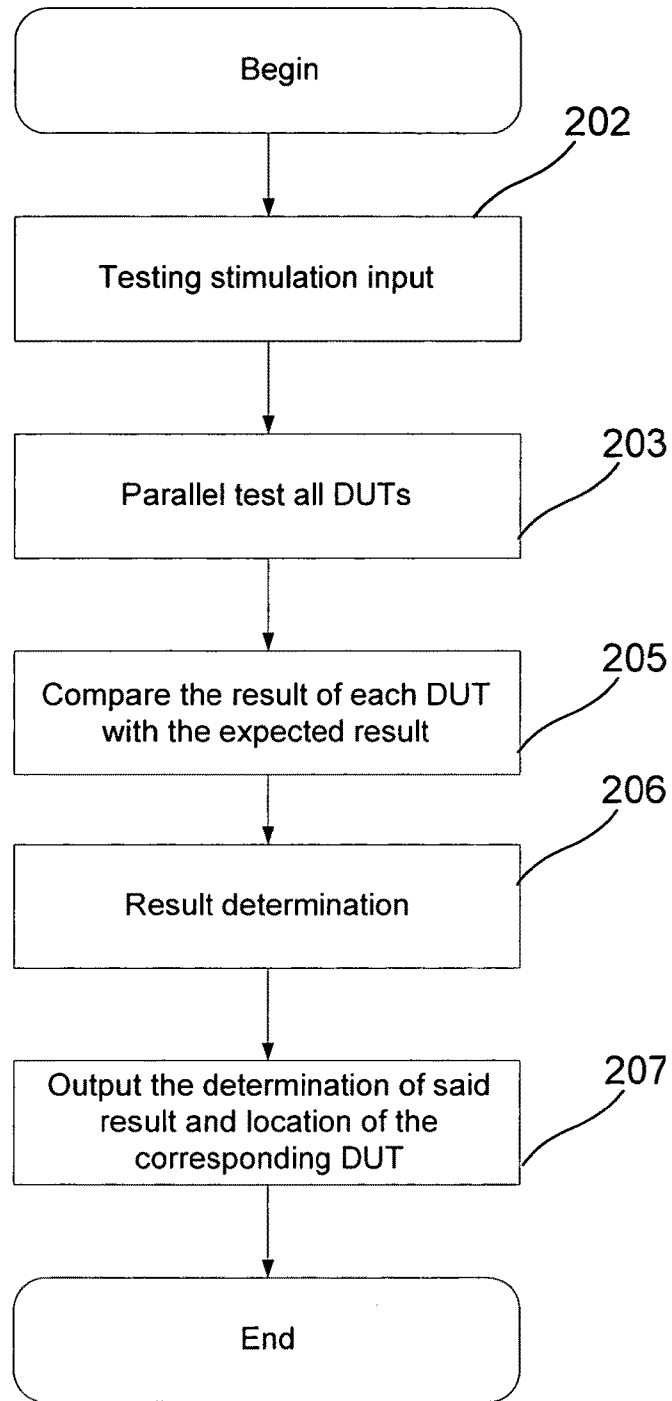 Begin
202
Testing stimulation input
203
Parallel test all DUTs
205
Compare the result of each DUT
with the expected result
206
Result determination
207
Output the determination of said
result and location of the
corresponding DUT
End